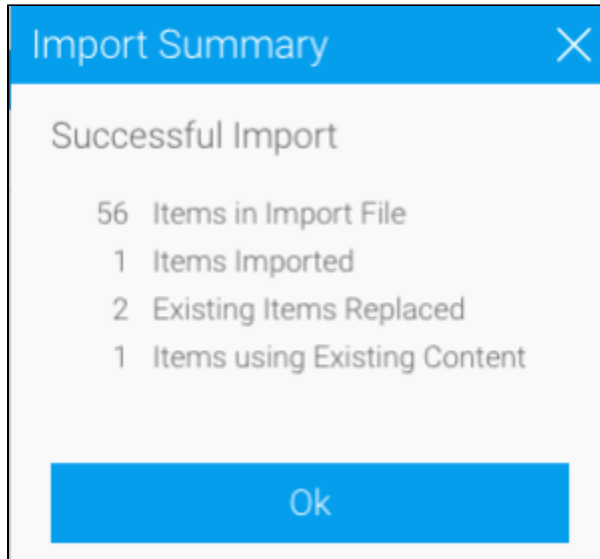 Import Summary
Successful Import
56 Items in Import File
1 Items Imported
2 Existing Items Replaced
1 Items using Existing Content
Ok